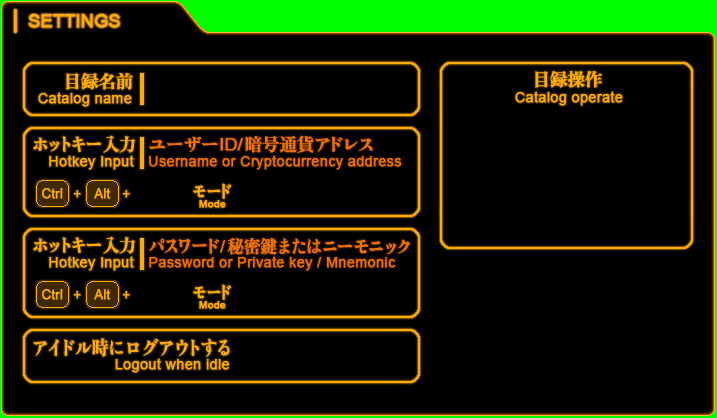 SETTINGS
目録名前
Catalog name
ホットキー入力
Hotkey Input
ユーザーID/暗号通貨アドレス
Username or Cryptocurrency address
Ctrl + Alt +
モード
Mode
ホットキー入力
Hotkey Input
パスワード/秘密鍵またはニーモニック
Password or Private key / Mnemonic
Ctrl + Alt +
モード
Mode
アイドル時にログアウトする
Logout when idle
目録操作
Catalog operate